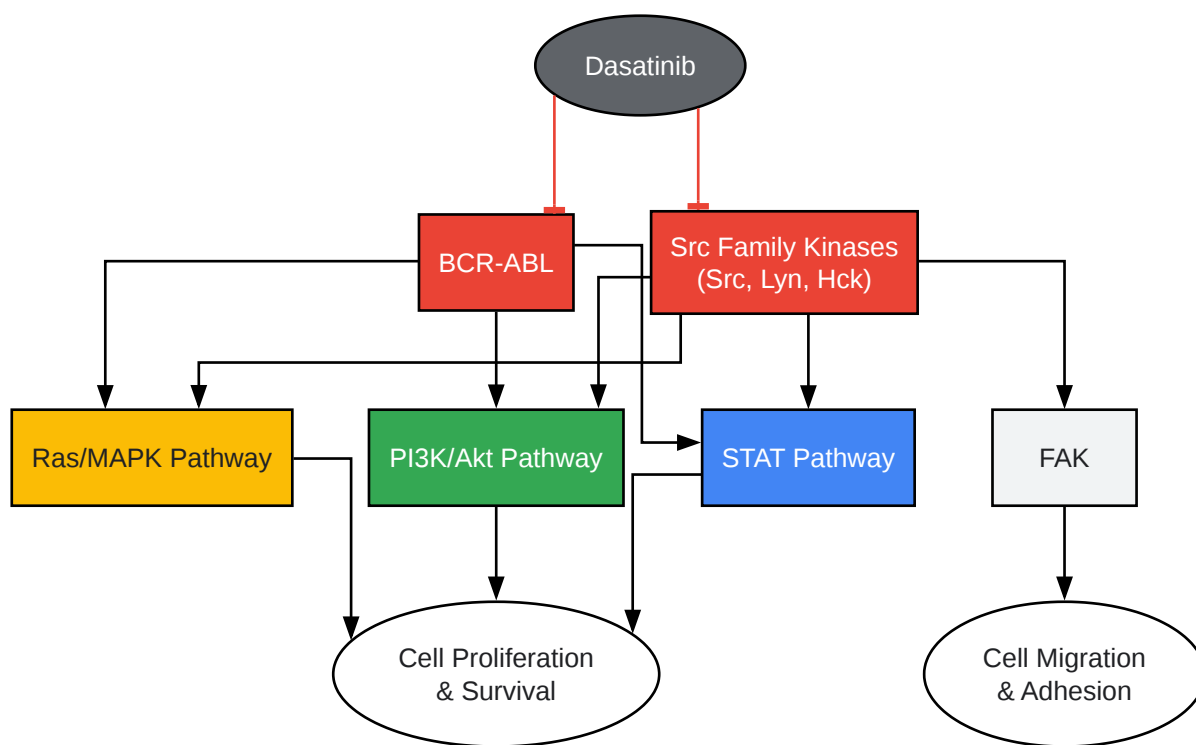 Dasatinib
BCR-ABL
Src Family Kinases
(Src, Lyn, Hck)
Ras/MAPK Pathway
PI3K/Akt Pathway
STAT Pathway
FAK
Cell Proliferation
& Survival
Cell Migration
& Adhesion